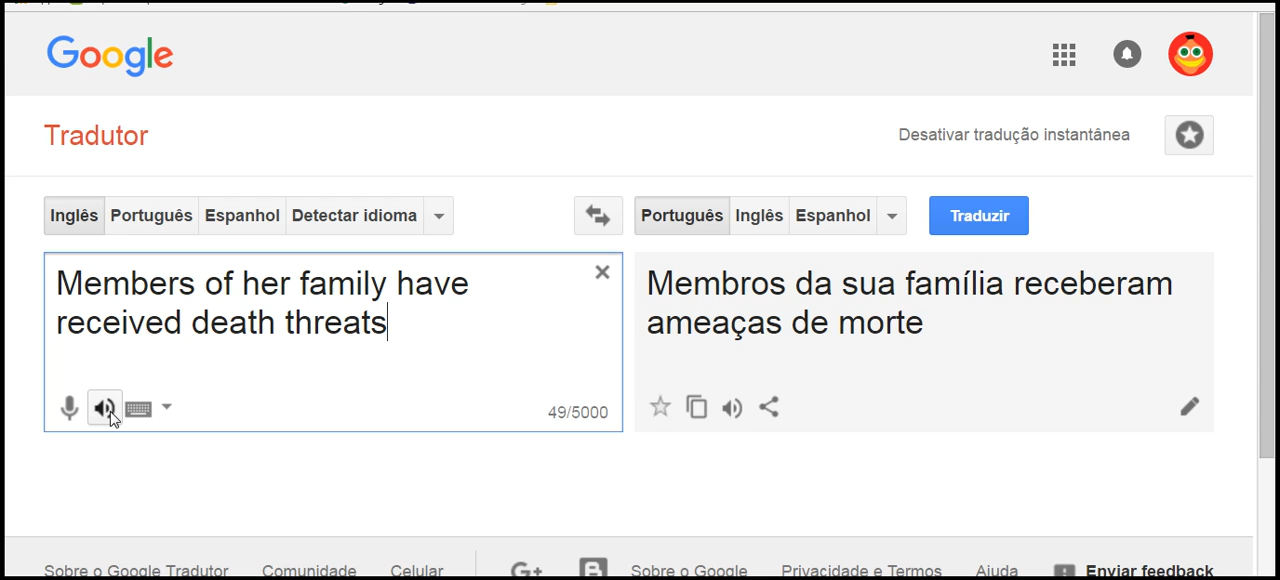 Google
Tradutor
Desativar tradução instantânea
Inglês Português Espanhol Detectar idioma
Português Inglês Espanhol
Traduzir
Members of her family have
received death threats
49/5000
Membros da sua família receberam
ameaças de morte
Sobre o Google Tradutor Comunidade Celular G+ B Sobre o Google Privacidade e Termos Ajuda Enviar feedback